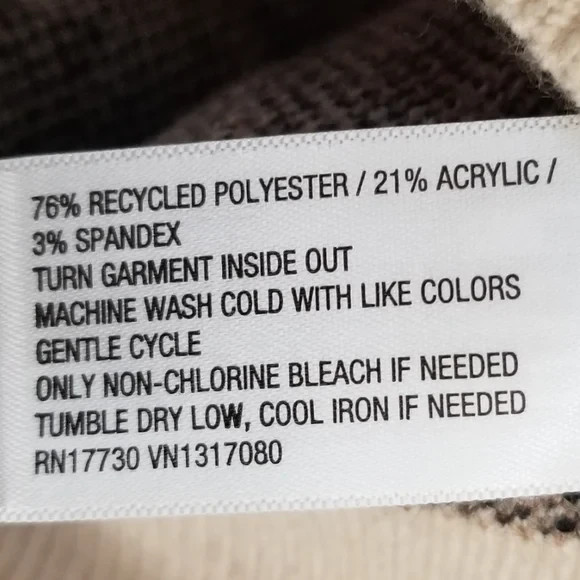 76% RECYCLED POLYESTER / 21% ACRYLIC /
3% SPANDEX
TURN GARMENT INSIDE OUT
MACHINE WASH COLD WITH LIKE COLORS
GENTLE CYCLE
ONLY NON-CHLORINE BLEACH IF NEEDED
TUMBLE DRY LOW, COOL IRON IF NEEDED
RN17730 VN1317080